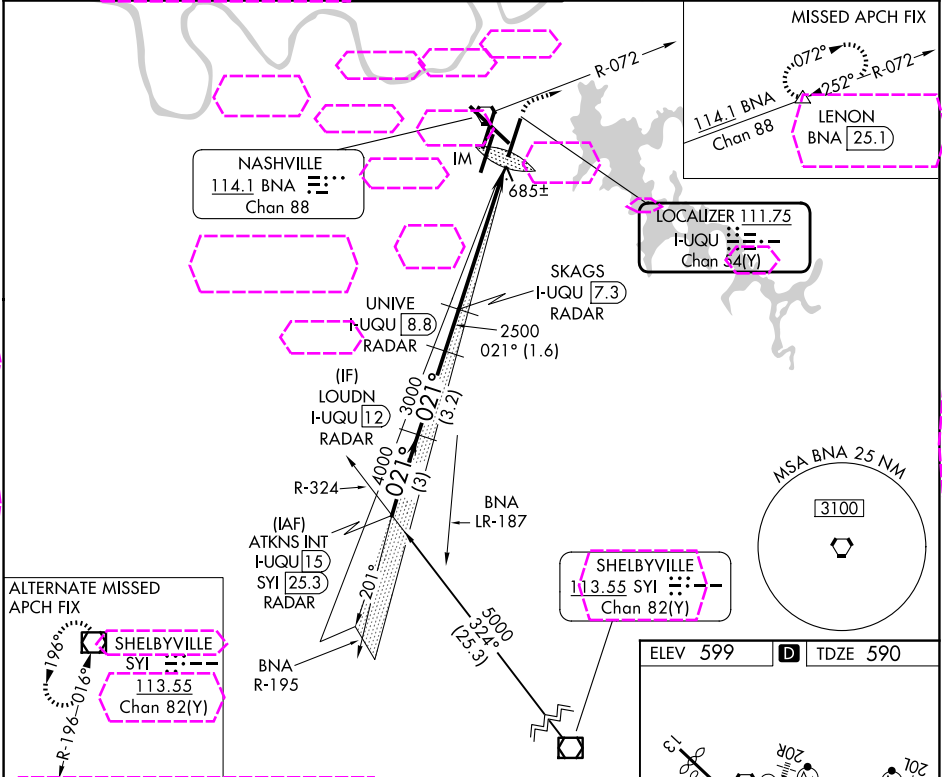 MISSED APCH FIX
072°
252°
R-072
114.1 BNA
Chan 88
LENON
BNA 25.1
R-072
NASHVILLE
114.1 BNA
Chan 88
IM
685±
LOCALIZER 111.75
I-UQU
Chan 54(Y)
SKAGS
I-UQU 7.3
RADAR
UNIVE
I-UQU 8.8
RADAR
2500
021° (1.6)
(IF)
LOUDN
I-UQU 12
RADAR
3000
021°
(3.2)
4000
021°
(3)
R-324
BNA
LR-187
(IAF)
ATKNS INT
I-UQU 15
SYI 25.3
RADAR
201°
BNA
R-195
5000
324°
(25.3)
MSA BNA 25 NM
3100
SHELBYVILLE
113.55 SYI
Chan 82(Y)
ALTERNATE MISSED
APCH FIX
SHELBYVILLE
SYI
113.55
Chan 82(Y)
196°
016°
R-196
ELEV 599
D
TDZE 590
13
20R
20L